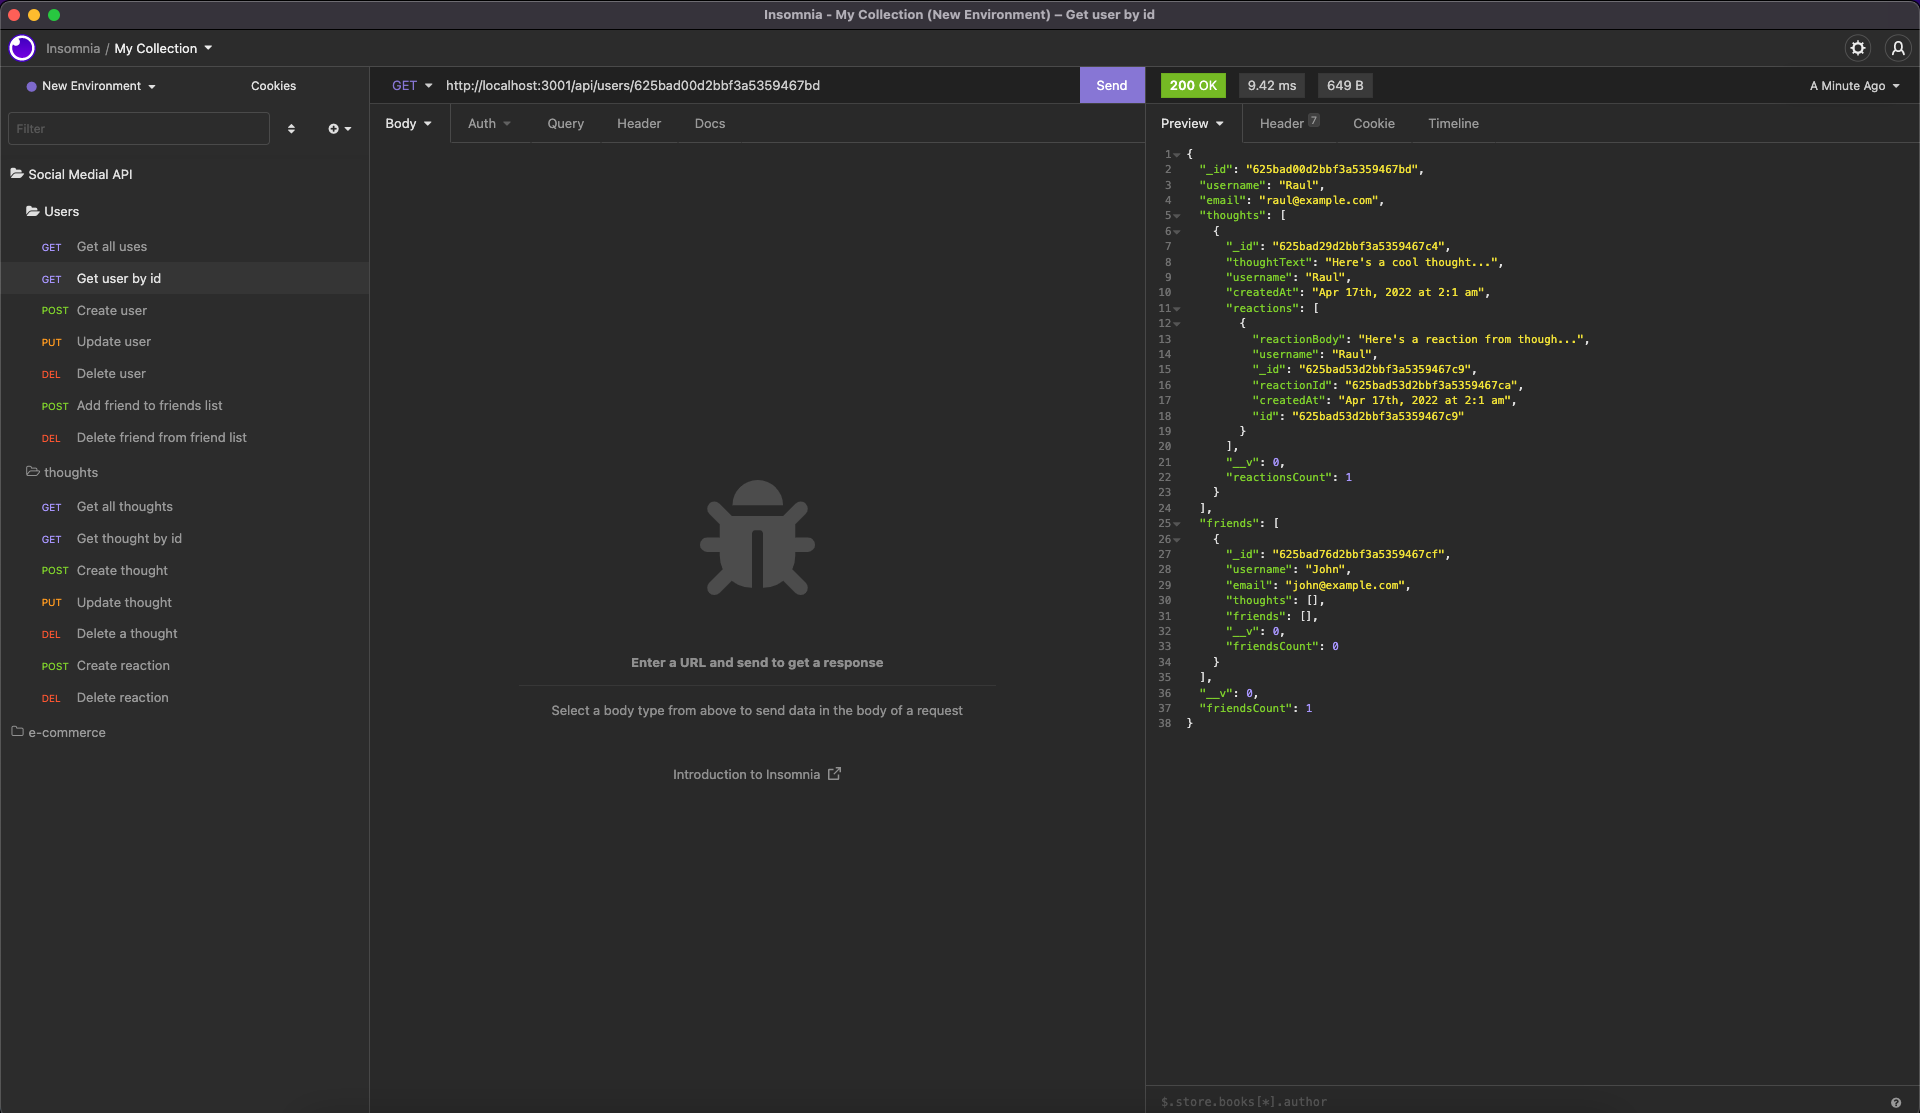 Insomnia - My Collection (New Environment) – Get user by id
Insomnia / My Collection
New Environment
Cookies
Filter
Social Medial API
Users
GET Get all uses
GET Get user by id
POST Create user
PUT Update user
DEL Delete user
POST Add friend to friends list
DEL Delete friend from friend list
thoughts
GET Get all thoughts
GET Get thought by id
POST Create thought
PUT Update thought
DEL Delete a thought
POST Create reaction
DEL Delete reaction
e-commerce
GET http://localhost:3001/api/users/625bad00d2bbf3a5359467bd Send
Body Auth Query Header Docs
Enter a URL and send to get a response
Select a body type from above to send data in the body of a request
Introduction to Insomnia
200 OK 9.42 ms 649 B A Minute Ago
Preview Header 7 Cookie Timeline
1 {
2 "_id": "625bad00d2bbf3a5359467bd",
3 "username": "Raul",
4 "email": "raul@example.com",
5 "thoughts": [
6 {
7 "_id": "625bad29d2bbf3a5359467c4",
8 "thoughtText": "Here's a cool thought...",
9 "username": "Raul",
10 "createdAt": "Apr 17th, 2022 at 2:1 am",
11 "reactions": [
12 {
13 "reactionBody": "Here's a reaction from though...",
14 "username": "Raul",
15 "_id": "625bad53d2bbf3a5359467c9",
16 "reactionId": "625bad53d2bbf3a5359467ca",
17 "createdAt": "Apr 17th, 2022 at 2:1 am",
18 "id": "625bad53d2bbf3a5359467c9"
19 }
20 ],
21 "__v": 0,
22 "reactionsCount": 1
23 }
24 ],
25 "friends": [
26 {
27 "_id": "625bad76d2bbf3a5359467cf",
28 "username": "John",
29 "email": "john@example.com",
30 "thoughts": [],
31 "friends": [],
32 "__v": 0,
33 "friendsCount": 0
34 }
35 ],
36 "__v": 0,
37 "friendsCount": 1
38 }
$.store.books[*].author